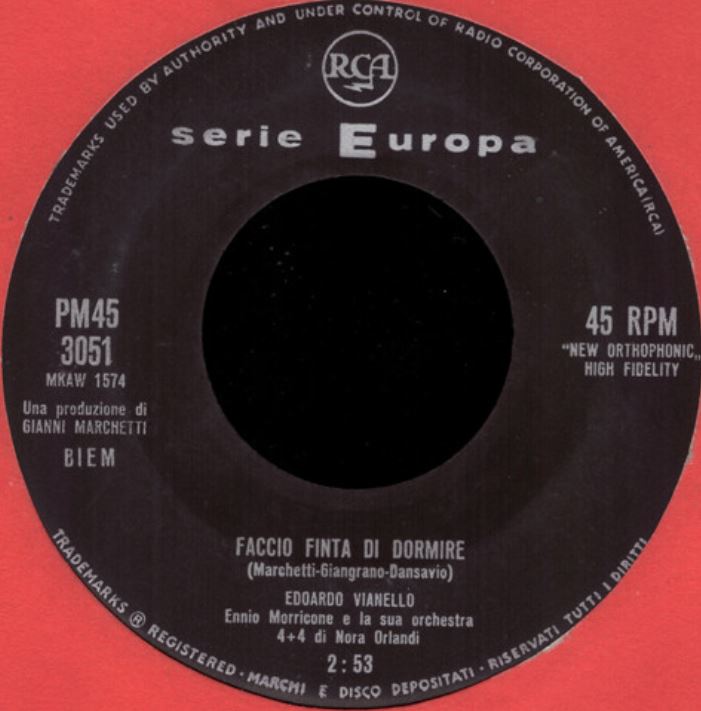 TRADEMARKS USED BY AUTHORITY AND UNDER CONTROL OF RADIO CORPORATION OF AMERICA (RCA)
RCA
serie Europa
PM45
3051
MKAW 1574
Una produzione di
GIANNI MARCHETTI
BIEM
45 RPM
"NEW ORTHOPHONIC„
HIGH FIDELITY
FACCIO FINTA DI DORMIRE
(Marchetti-Giangrano-Dansavio)
EDOARDO VIANELLO
Ennio Morricone e la sua orchestra
4+4 di Nora Orlandi
2:53
TRADEMARKS ® REGISTERED · MARCHI E DISCO DEPOSITATI · RISERVATI TUTTI I DIRITTI